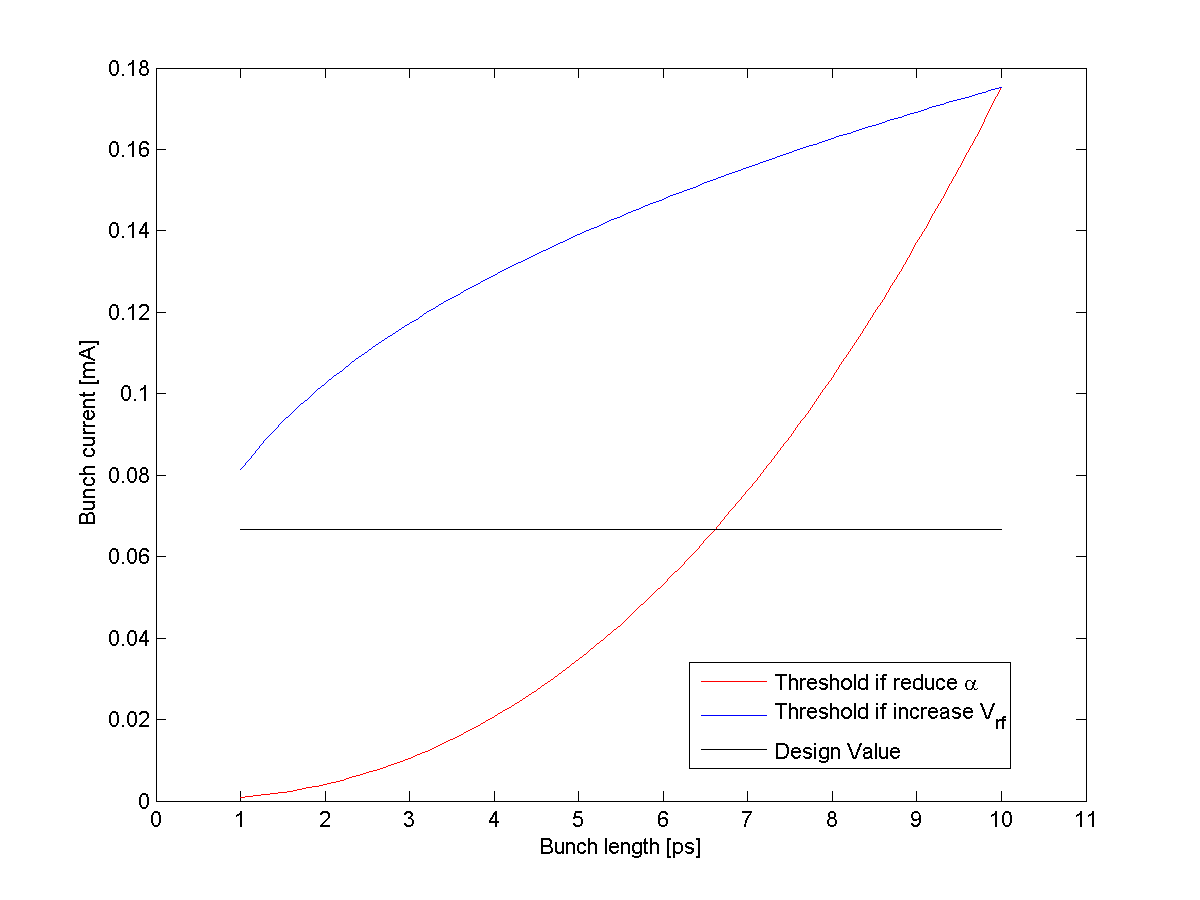 0.18
0.16
0.14
0.12
0.1
0.08
0.06
0.04
0.02
0
Bunch current [mA]
Threshold if reduce α
Threshold if increase Vrf
Design Value
0 1 2 3 4 5 6 7 8 9 10 11
Bunch length [ps]